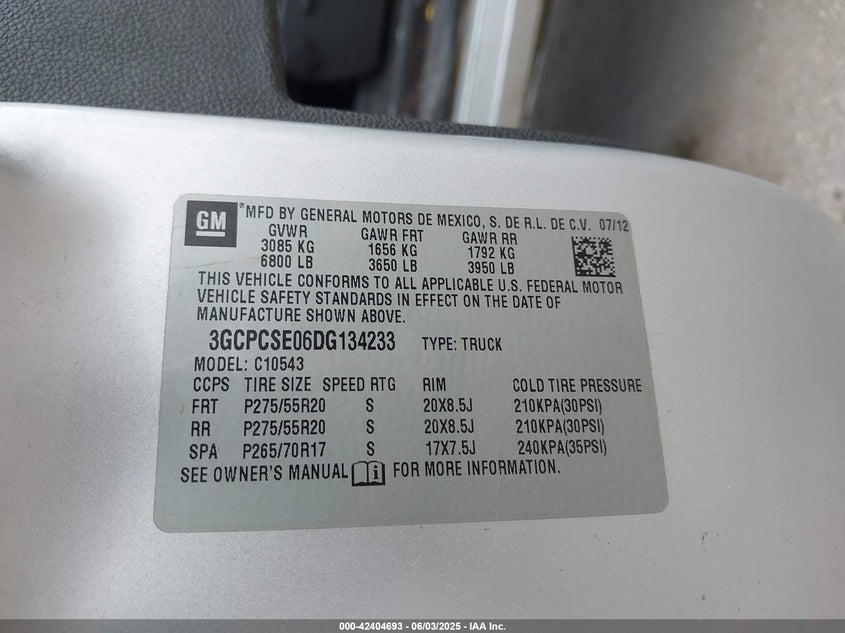 GM
*MFD BY GENERAL MOTORS DE MEXICO, S. DE R.L. DE C.V. 07/12
GVWR GAWR FRT GAWR RR
3085 KG 1656 KG 1792 KG
6800 LB 3650 LB 3950 LB
THIS VEHICLE CONFORMS TO ALL APPLICABLE U.S. FEDERAL MOTOR
VEHICLE SAFETY STANDARDS IN EFFECT ON THE DATE OF
MANUFACTURE SHOWN ABOVE.
3GCPCSE06DG134233 TYPE: TRUCK
MODEL: C10543
CCPS TIRE SIZE SPEED RTG RIM COLD TIRE PRESSURE
FRT P275/55R20 S 20X8.5J 210KPA(30PSI)
RR P275/55R20 S 20X8.5J 210KPA(30PSI)
SPA P265/70R17 S 17X7.5J 240KPA(35PSI)
SEE OWNER'S MANUAL FOR MORE INFORMATION.
000-42404693 - 06/03/2025 - IAA Inc.